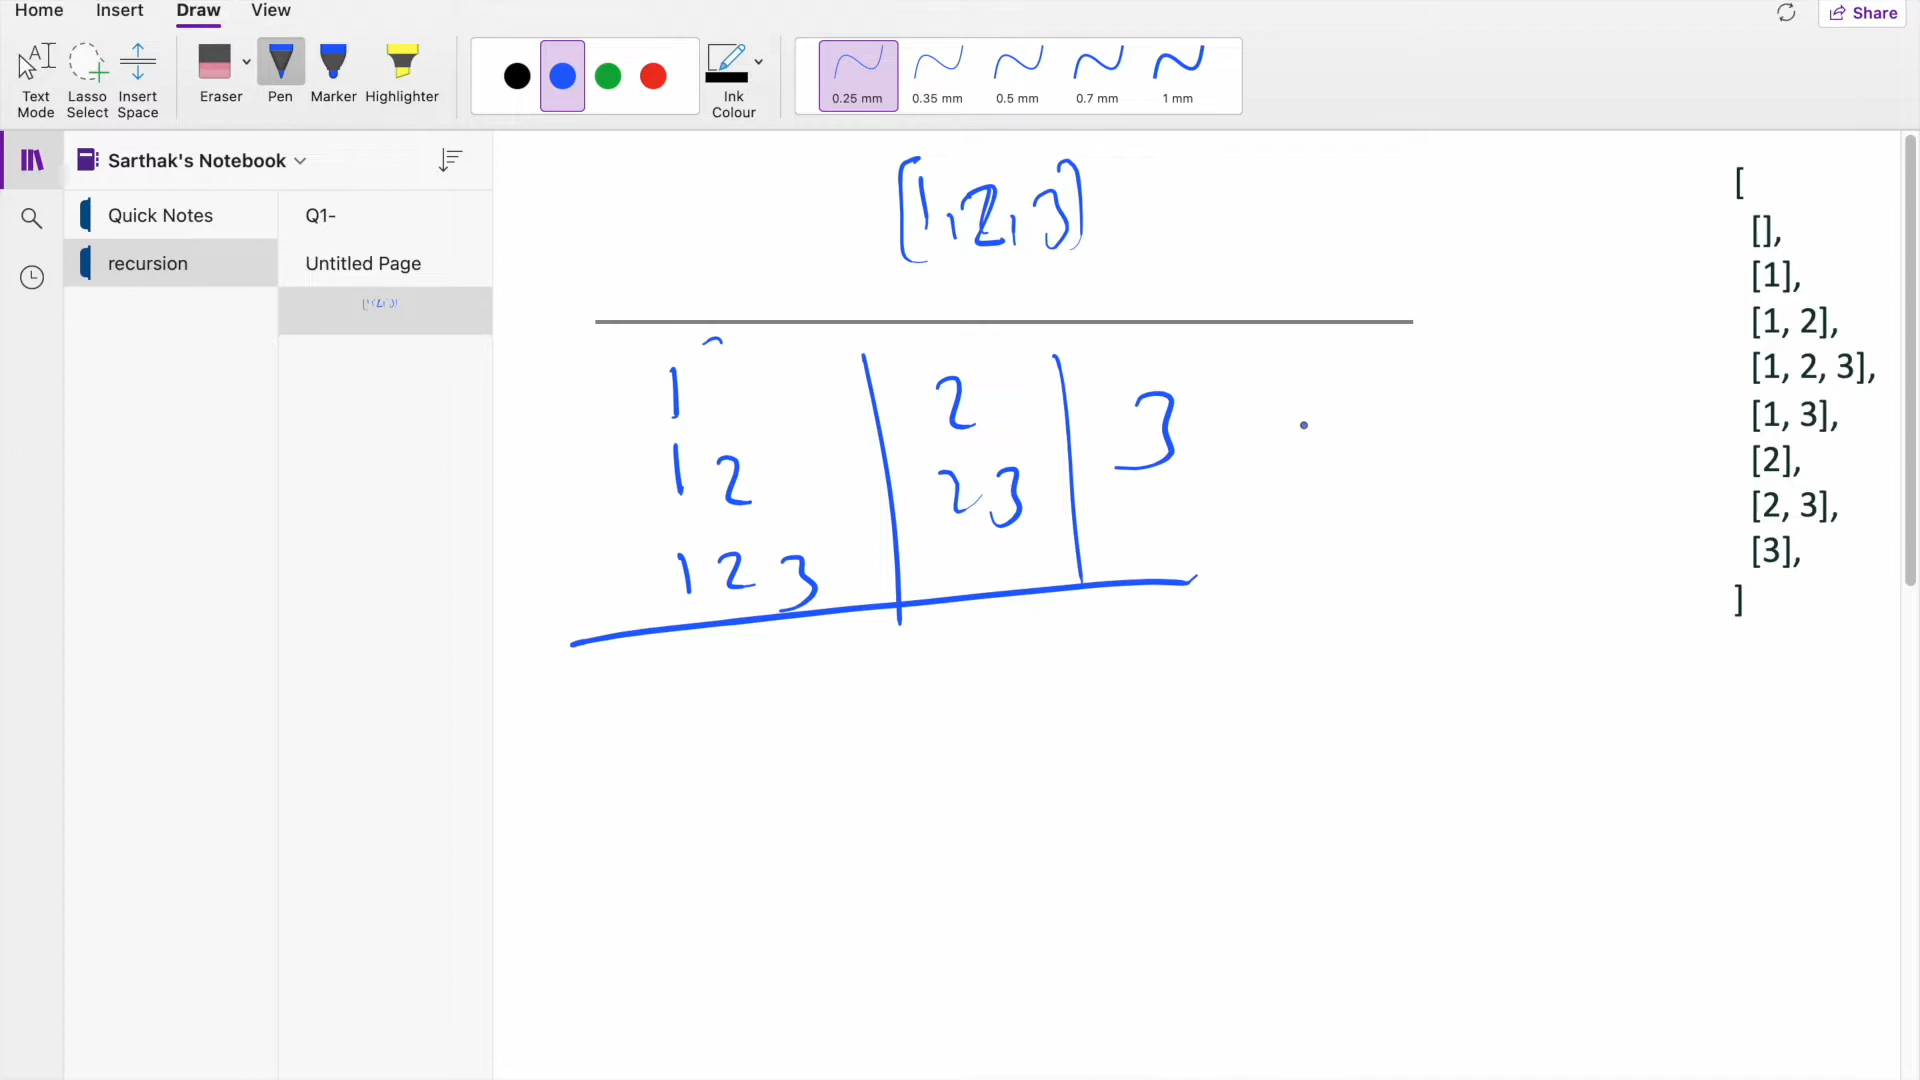 Home Insert Draw View
Share
Text Mode
Lasso Select
Insert Space
Eraser
Pen
Marker
Highlighter
Ink Colour
0.25 mm
0.35 mm
0.5 mm
0.7 mm
1 mm
Sarthak's Notebook
Quick Notes
recursion
Q1-
Untitled Page
[1,2,3]
[1,2,3]
1
1 2
1 2 3
2
2 3
3
[
[],
[1],
[1, 2],
[1, 2, 3],
[1, 3],
[2],
[2, 3],
[3],
]